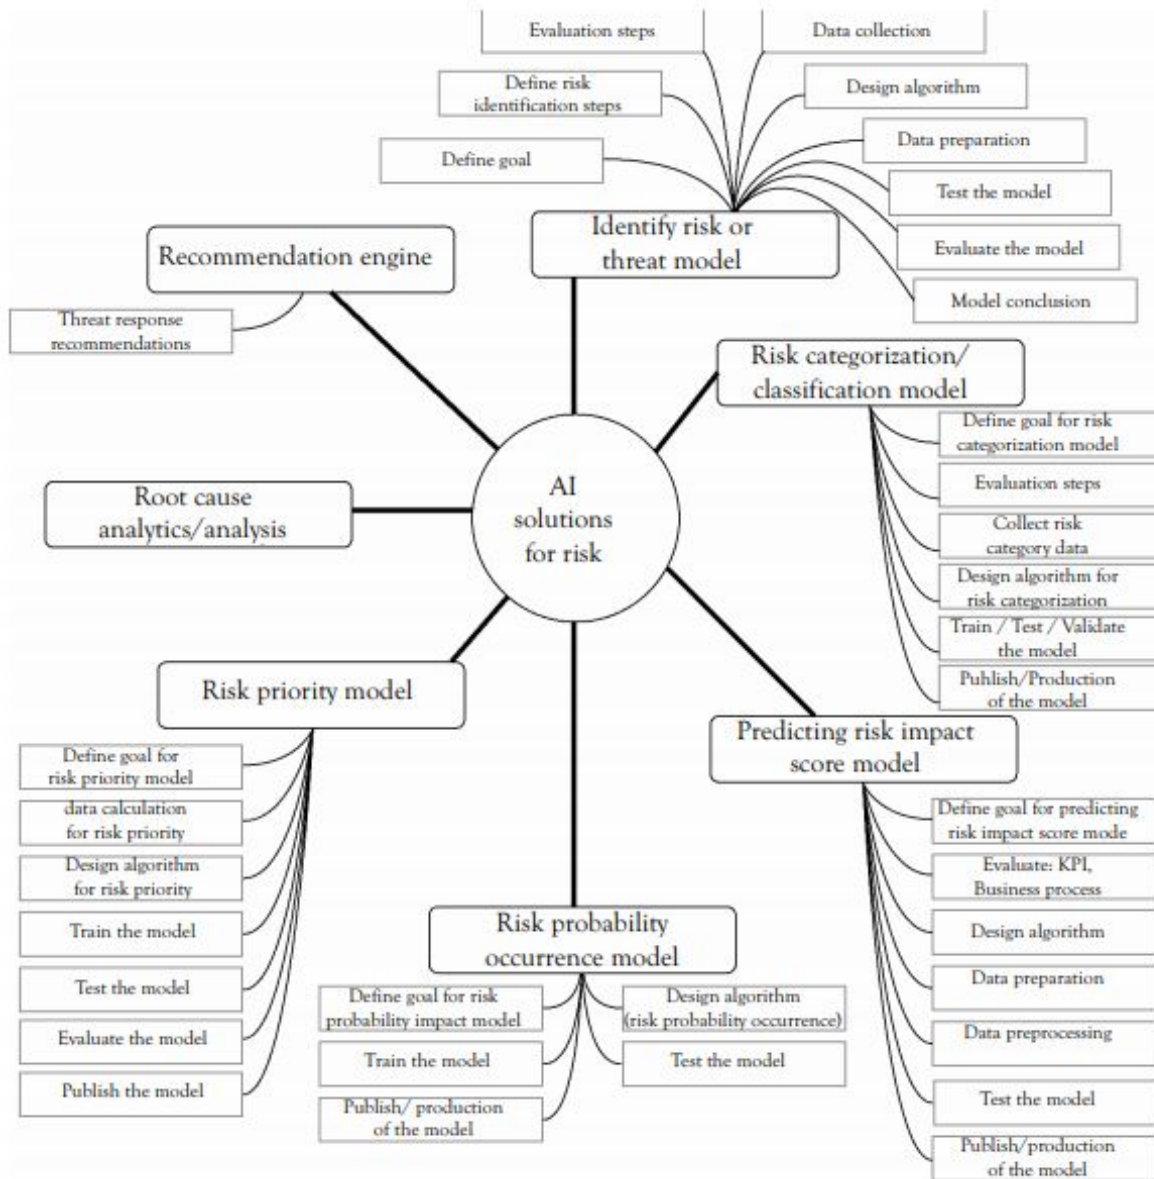 Evaluation steps
Data collection
Define risk
identification steps
Design algorithm
Define goal
Data preparation
Test the model
Evaluate the model
Model conclusion
Identify risk or
threat model
Recommendation engine
Threat response
recommendations
Risk categorization/
classification model
Define goal for risk
categorization model
Evaluation steps
Collect risk
category data
Design algorithm for
risk categorization
Train / Test / Validate
the model
Puhlish/Production
of the model
AI
solutions
for risk
Root cause
analytics/analysis
Risk priority model
Define goal for
risk priority model
data calculation
for risk priority
Design algorithm
for risk priority
Train the model
Test the model
Evaluate the model
Publish the model
Predicting risk impact
score model
Define goal for predicting
risk impact score mode
Evaluate: KPI,
Business process
Design algorithm
Data preparation
Data preprocessing
Test the model
Publish/production
of the model
Risk probability
occurrence model
Define goal for risk
probability impact model
Train the model
Publish/ production
of the model
Design algorithm
(risk probability occurrence)
Test the model